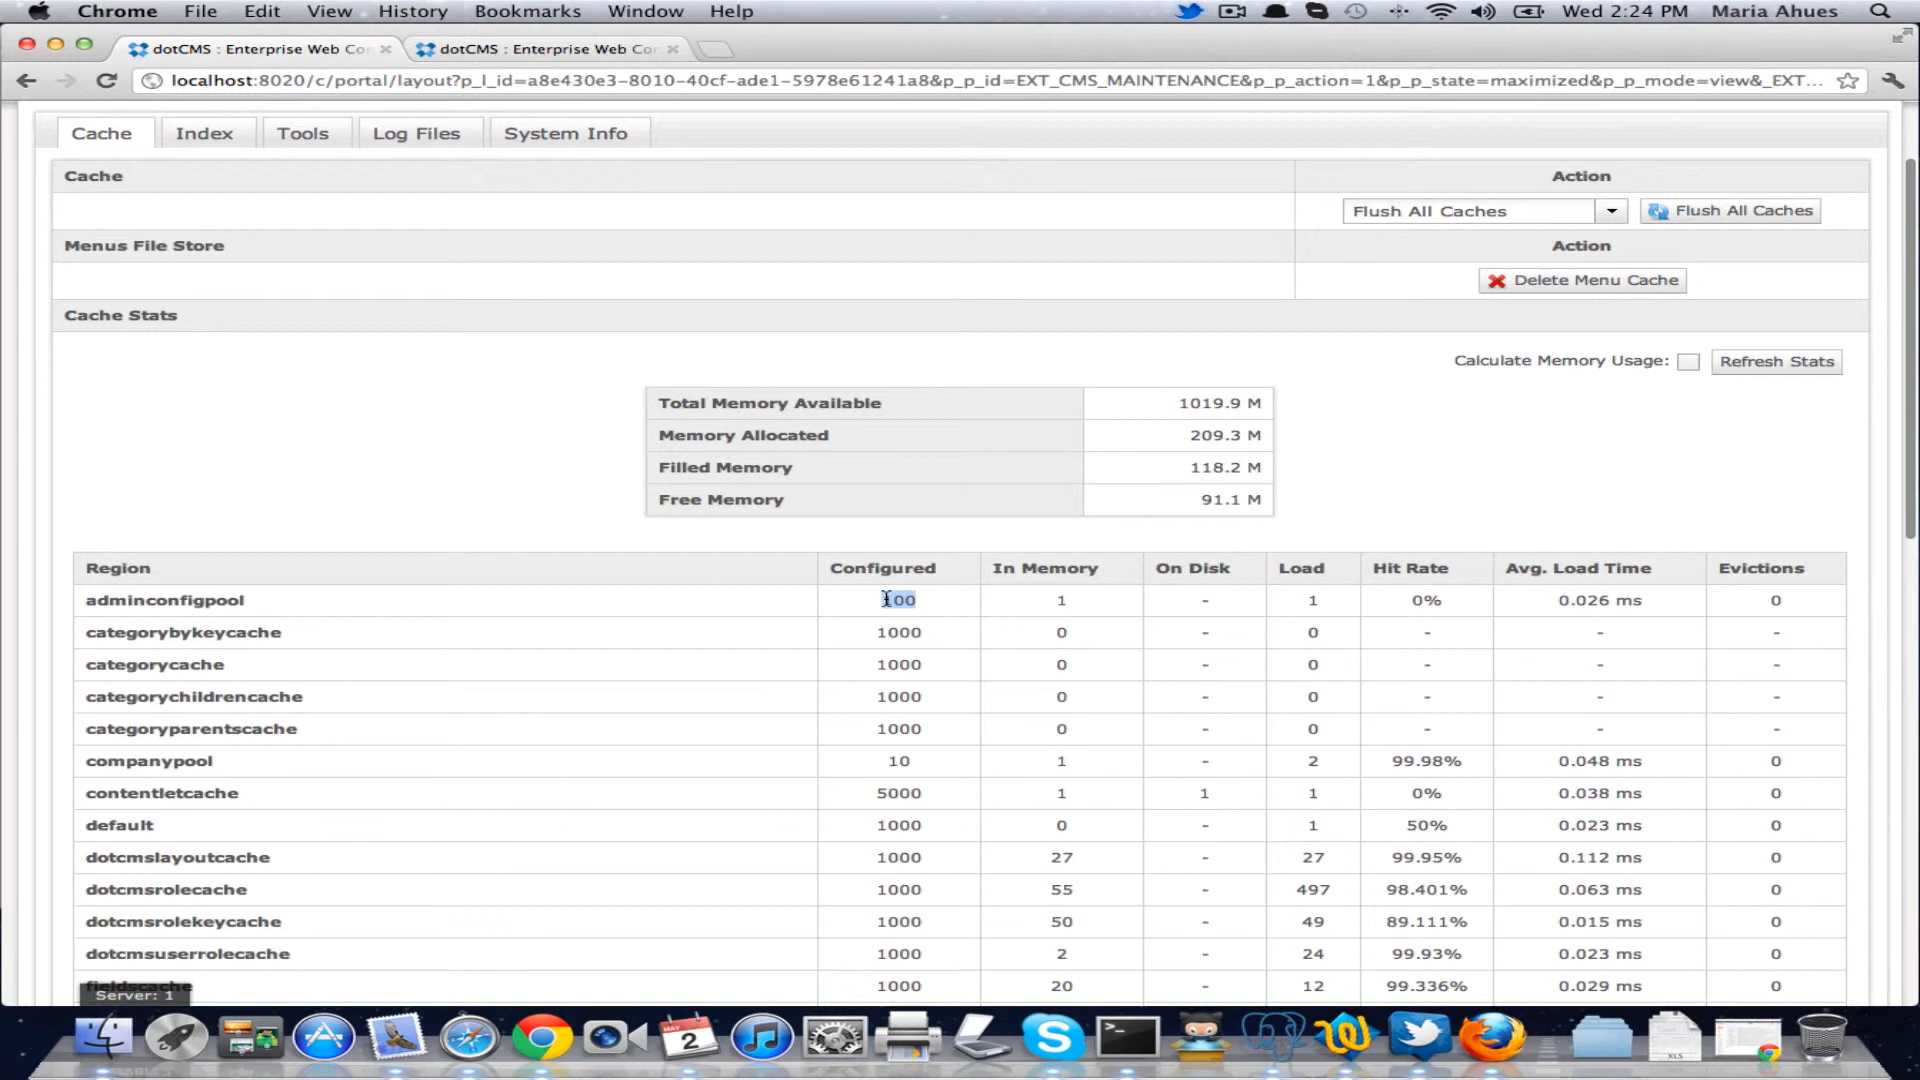 Chrome File Edit View History Bookmarks Window Help Wed 2:24 PM Maria Ahues
dotCMS : Enterprise Web Cor dotCMS : Enterprise Web Cor
localhost:8020/c/portal/layout?p_l_id=a8e430e3-8010-40cf-ade1-5978e61241a8&p_p_id=EXT_CMS_MAINTENANCE&p_p_action=1&p_p_state=maximized&p_p_mode=view&_EXT...
Cache Index Tools Log Files System Info
Cache Action
Flush All Caches Flush All Caches
Menus File Store Action
Delete Menu Cache
Cache Stats
Calculate Memory Usage: Refresh Stats
Total Memory Available 1019.9 M
Memory Allocated 209.3 M
Filled Memory 118.2 M
Free Memory 91.1 M
Region Configured In Memory On Disk Load Hit Rate Avg. Load Time Evictions
adminconfigpool 100 1 - 1 0% 0.026 ms 0
categorybykeycache 1000 0 - 0 - - -
categorycache 1000 0 - 0 - - -
categorychildrencache 1000 0 - 0 - - -
categoryparentscache 1000 0 - 0 - - -
companypool 10 1 - 2 99.98% 0.048 ms 0
contentletcache 5000 1 1 1 0% 0.038 ms 0
default 1000 0 - 1 50% 0.023 ms 0
dotcmslayoutcache 1000 27 - 27 99.95% 0.112 ms 0
dotcmsrolecache 1000 55 - 497 98.401% 0.063 ms 0
dotcmsrolekeycache 1000 50 - 49 89.111% 0.015 ms 0
dotcmsuserrolecache 1000 2 - 24 99.93% 0.023 ms 0
fieldscache 1000 20 - 12 99.336% 0.029 ms 0
Server: 1
MAY
2
XLS